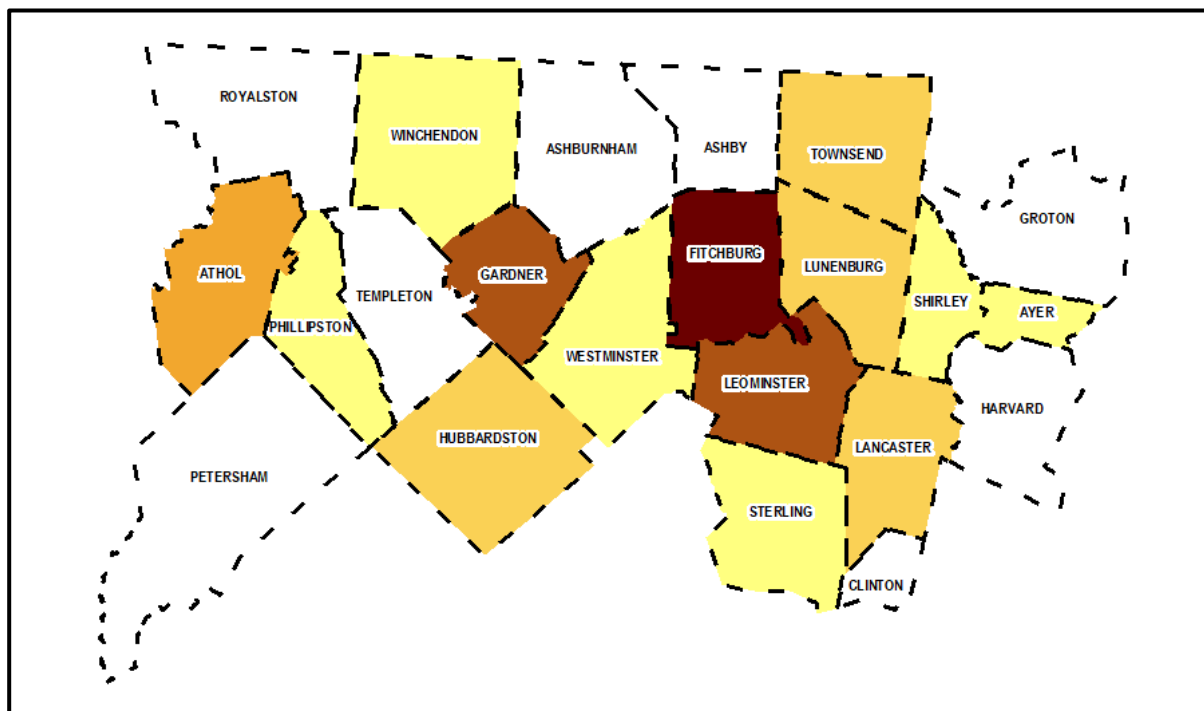 ROYALSTON
WINCHENDON
ASHBURNHAM
ASHBY
TOWNSEND
GROTON
ATHOL
GARDNER
FITCHBURG
LUNENBURG
SHIRLEY
AYER
TEMPLETON
PHILLIPSTON
WESTMINSTER
LEOMINSTER
HARVARD
HUBBARDSTON
LANCASTER
PETERSHAM
STERLING
CLINTON